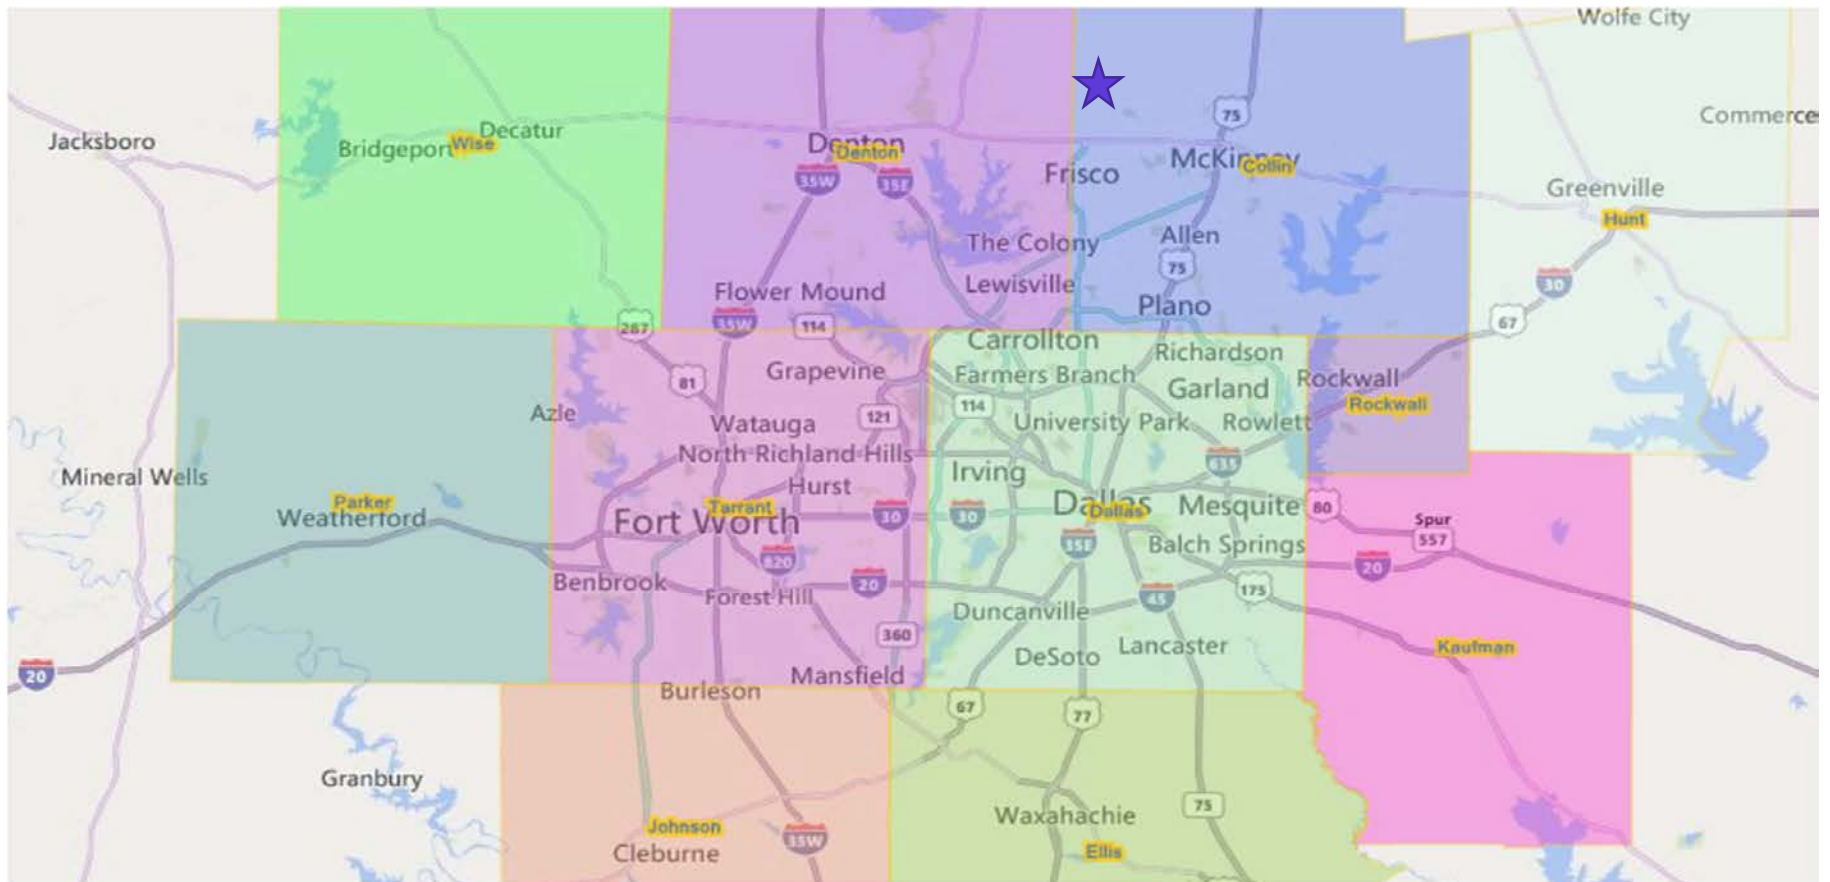 Wolfe City
Commerce
75
Jacksboro
Decatur
Bridgeport
Wise
Denton
Denton
McKinney
Collin
Frisco
35W
35E
Greenville
Hunt
The Colony
Allen
75
Lewisville
30
Flower Mound
Plano
35W
114
287
67
Carrollton
Richardson
Grapevine
Farmers Branch
Garland
Rockwall
81
Rockwall
Azle
121
114
Watauga
University Park
Rowlett
North Richland Hills
635
Irving
Mineral Wells
Hurst
Parker
Tarrant
Dallas
Dallas
Mesquite
80
Weatherford
Fort Worth
30
30
Spur
557
35E
Balch Springs
820
20
Benbrook
20
175
Forest Hill
45
Duncanville
360
Lancaster
Kaufman
DeSoto
20
Mansfield
Burleson
67
77
Granbury
75
Waxahachie
Johnson
35W
Cleburne
Ellis